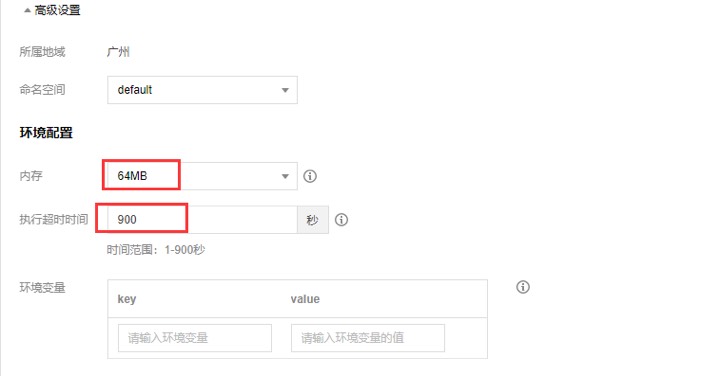 高级设置
所属地域 广州
命名空间 default
环境配置
内存 64MB
执行超时时间 900 秒
时间范围：1-900秒
环境变量 key value
请输入环境变量 请输入环境变量的值